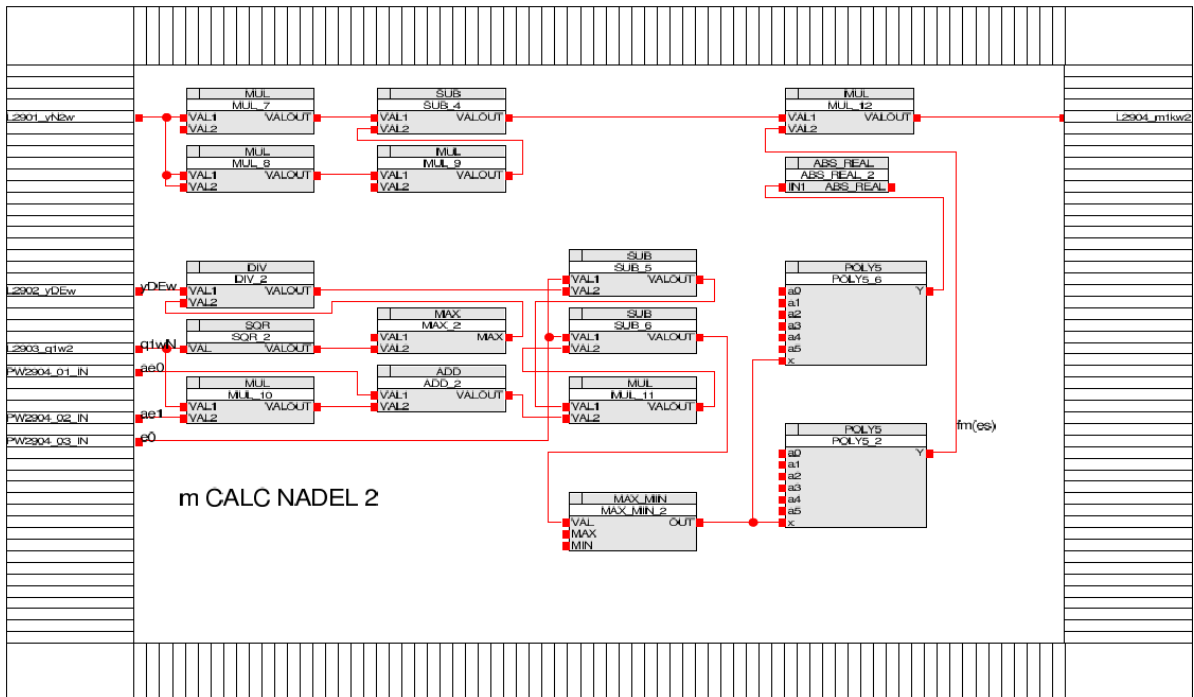 L2901_yN2w
L2902_yDEw
L2903_q1w2
PW2904_01_IN
PW2904_02_IN
PW2904_03_IN
yDEw
q1wN
ae0
ae1
e0
MUL
MUL_7
VAL1 VALOUT
VAL2
SUB
SUB_4
VAL1 VALOUT
VAL2
MUL
MUL_12
VAL1 VALOUT
VAL2
L2904_m1kw2
MUL
MUL_8
VAL1 VALOUT
VAL2
MUL
MUL_9
VAL1 VALOUT
VAL2
ABS_REAL
ABS_REAL_2
IN1 ABS_REAL
DIV
DIV_2
VAL1 VALOUT
VAL2
SUB
SUB_5
VAL1 VALOUT
VAL2
POLY5
POLY5_6
a0 Y
a1
a2
a3
a4
a5
x
SQR
SQR_2
VAL VALOUT
MAX
MAX_2
VAL1 MAX
VAL2
SUB
SUB_6
VAL1 VALOUT
VAL2
MUL
MUL_10
VAL1 VALOUT
VAL2
ADD
ADD_2
VAL1 VALOUT
VAL2
MUL
MUL_11
VAL1 VALOUT
VAL2
POLY5
POLY5_2
a0 Y
a1
a2
a3
a4
a5
x
fm(es)
m CALC NADEL 2
MAX_MIN
MAX_MIN_2
VAL OUT
MAX
MIN